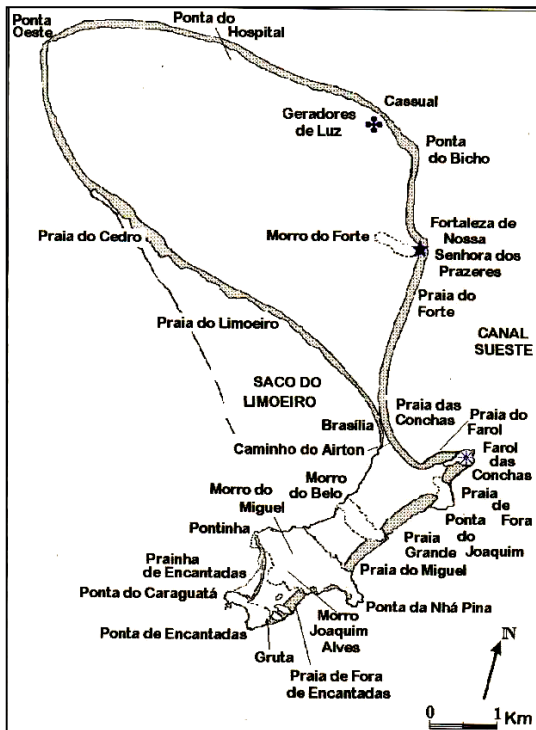 Ponta
Oeste
Ponta do
Hospital
Cassual
Geradores
de Luz
Ponta
do Bicho
Praia do Cedro
Morro do Forte
Fortaleza de
Nossa
Senhora dos
Prazeres
Praia do
Forte
Praia do Limoeiro
CANAL
SUESTE
SACO DO
LIMOEIRO
Brasília
Praia das
Conchas
Praia do
Farol
Caminho do Airton
Farol
das
Conchas
Morro
do Belo
Morro do
Miguel
Praia
de
Fora
Pontinha
Ponta
do
Joaquim
Praia
Grande
Prainha
de Encantadas
Praia do Miguel
Ponta do Caraguatá
Ponta da Nhá Pina
Morro
Joaquim
Alves
Ponta de Encantadas
Gruta
Praia de Fora
de Encantadas
N
0 1 Km